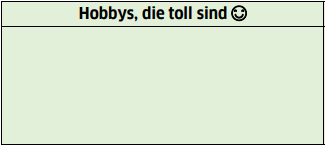 Hobbys, die toll sind 😉